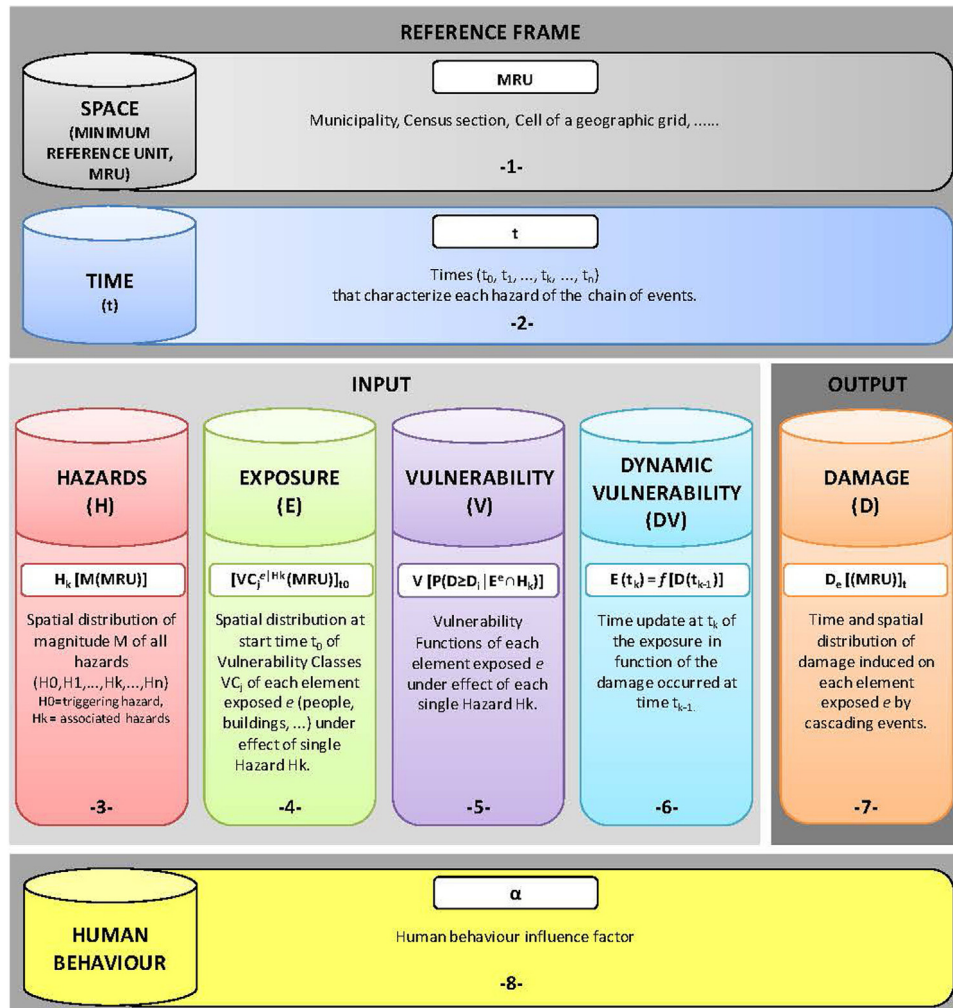 REFERENCE FRAME
SPACE
(MINIMUM
REFERENCE UNIT,
MRU)
MRU
Municipality, Census section, Cell of a geographic grid, ......
-1-
TIME
(t)
t
Times (t0, t1, ..., tk, ..., tn)
that characterize each hazard of the chain of events.
-2-
INPUT
HAZARDS
(H)
Hk [M(MRU)]
Spatial distribution of
magnitude M of all
hazards
(H0,H1,...,Hk,...,Hn)
H0=triggering hazard,
Hk = associated hazards
-3-
EXPOSURE
(E)
[VCj e|Hk(MRU)]t0
Spatial distribution at
start time t0 of
Vulnerability Classes
VCj of each element
exposed e (people,
buildings, ...) under
effect of single
Hazard Hk.
-4-
VULNERABILITY
(V)
V [P(D≥Di|Ee∩Hk)]
Vulnerability
Functions of each
element exposed e
under effect of each
single Hazard Hk.
-5-
DYNAMIC
VULNERABILITY
(DV)
E (tk) = f [D(tk-1)]
Time update at tk of
the exposure in
function of the
damage occurred at
time tk-1.
-6-
OUTPUT
DAMAGE
(D)
De [(MRU)]t
Time and spatial
distribution of
damage induced on
each element
exposed e by
cascading events.
-7-
HUMAN
BEHAVIOUR
α
Human behaviour influence factor
-8-